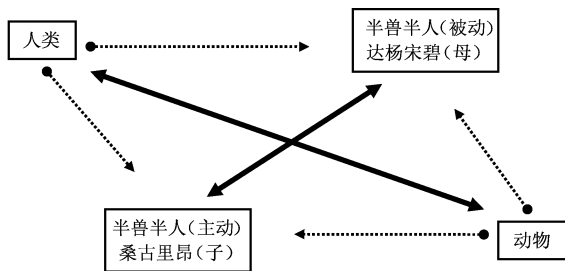 人类
半兽半人(被动)
达杨宋碧(母)
半兽半人(主动)
桑古里昂(子)
动物